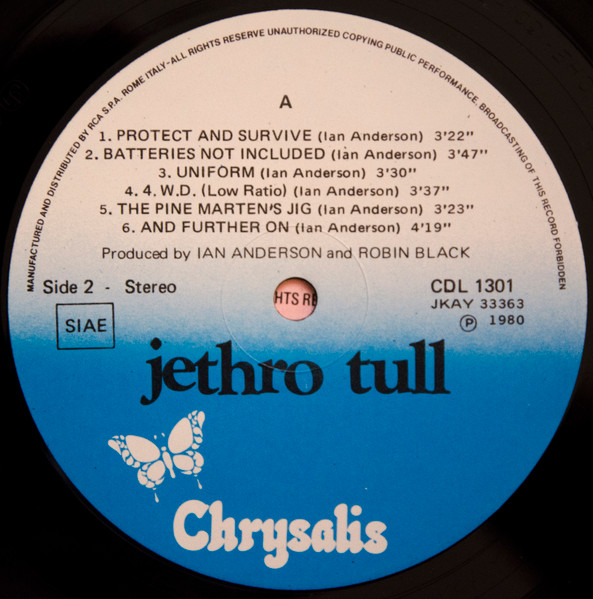 MANUFACTURED AND DISTRIBUTED BY RCA S.P.A. ROME ITALY-ALL RIGHTS RESERVE UNAUTHORIZED COPYING PUBLIC PERFORMANCE. BROADCASTING OF THIS RECORD FORBIDDEN
A
1. PROTECT AND SURVIVE (Ian Anderson) 3'22"
2. BATTERIES NOT INCLUDED (Ian Anderson) 3'47"
3. UNIFORM (Ian Anderson) 3'30"
4. 4. W.D. (Low Ratio) (Ian Anderson) 3'37"
5. THE PINE MARTEN'S JIG (Ian Anderson) 3'23"
6. AND FURTHER ON (Ian Anderson) 4'19"
Produced by IAN ANDERSON and ROBIN BLACK
Side 2 - Stereo
CDL 1301
JKAY 33363
℗ 1980
SIAE
HTS RE
jethro tull
Chrysalis